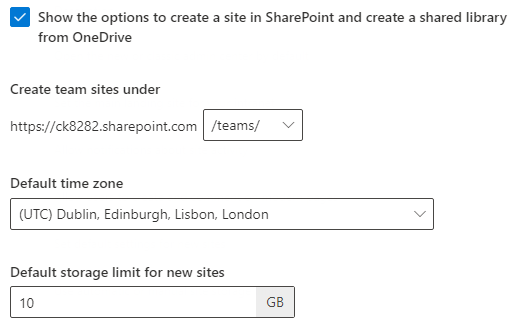 Show the options to create a site in SharePoint and create a shared library
from OneDrive
Create team sites under
https://ck8282.sharepoint.com /teams/
Default time zone
(UTC) Dublin, Edinburgh, Lisbon, London
Default storage limit for new sites
10 GB